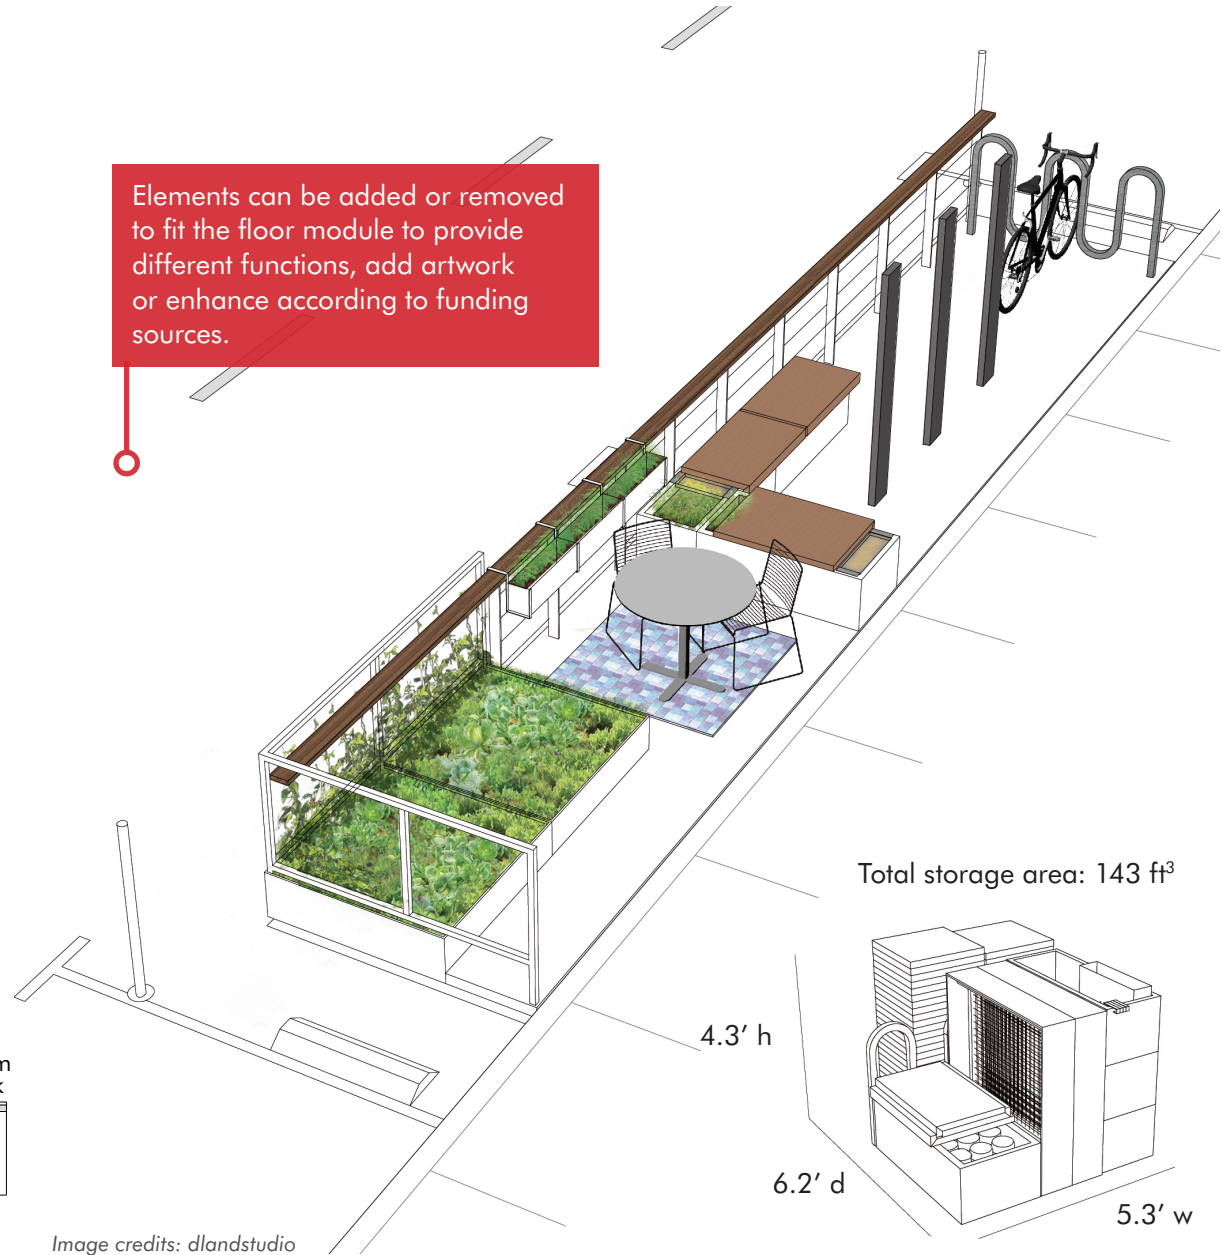 Elements can be added or removed
to fit the floor module to provide
different functions, add artwork
or enhance according to funding
sources.
Total storage area: 143 ft³
4.3’ h
6.2’ d
5.3’ w
Image credits: dlandstudio